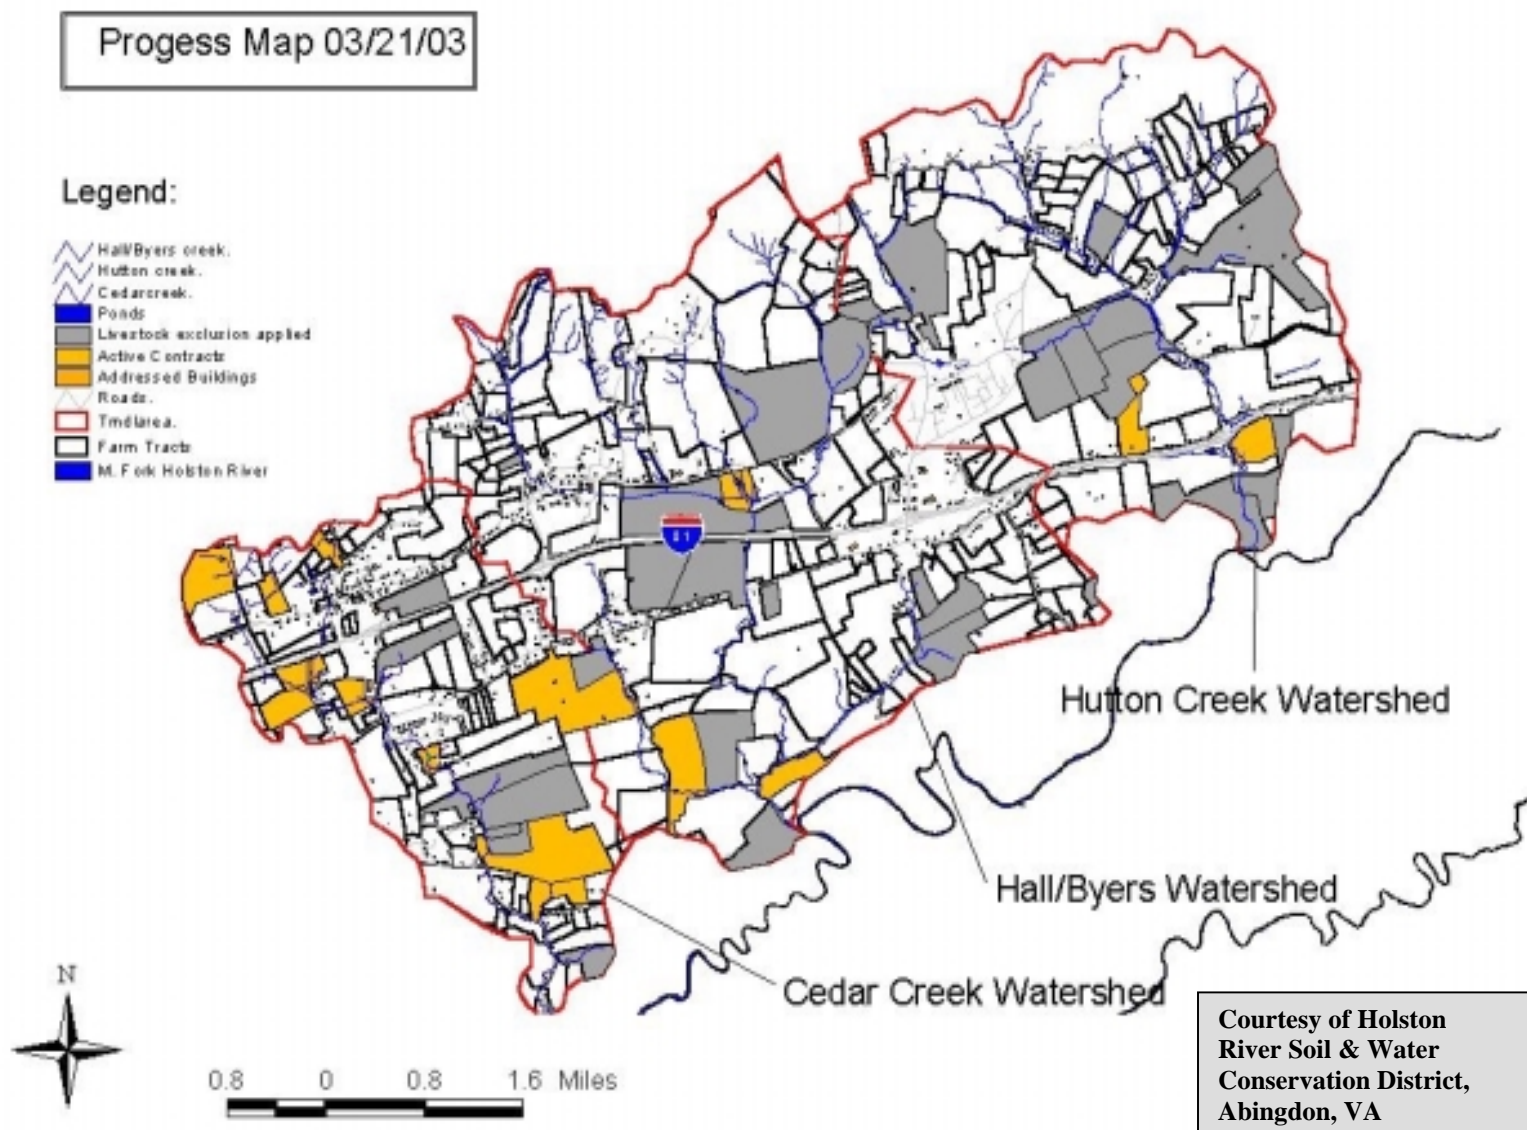 Progess Map 03/21/03
Legend:
Hall/Byers creek.
Hutton creek.
Cedarcreek.
Ponds
Livestock exclusion applied
Active Contracts
Addressed Buildings
Roads.
Tmdlarea.
Farm Tracts
M. Fork Holston River
81
Hutton Creek Watershed
Hall/Byers Watershed
Cedar Creek Watershed
N
0.8 0 0.8 1.6 Miles
Courtesy of Holston
River Soil & Water
Conservation District,
Abingdon, VA